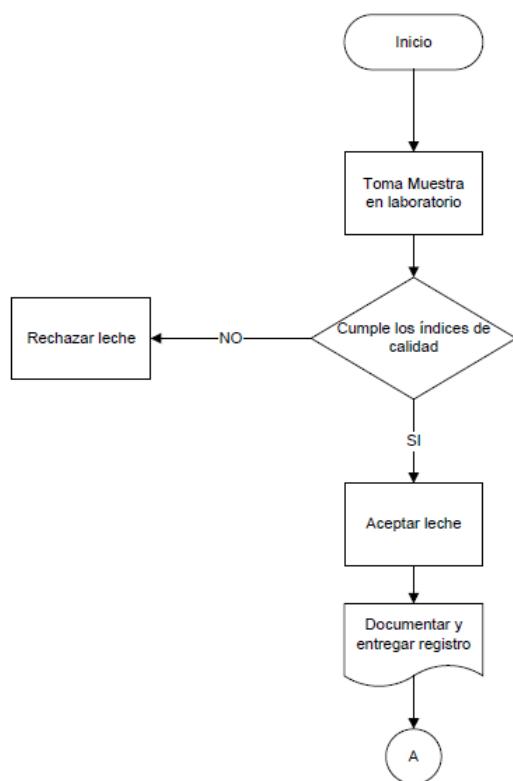 Inicio
Toma Muestra
en laboratorio
Cumple los índices de
calidad
NO
Rechazar leche
SI
Aceptar leche
Documentar y
entregar registro
A